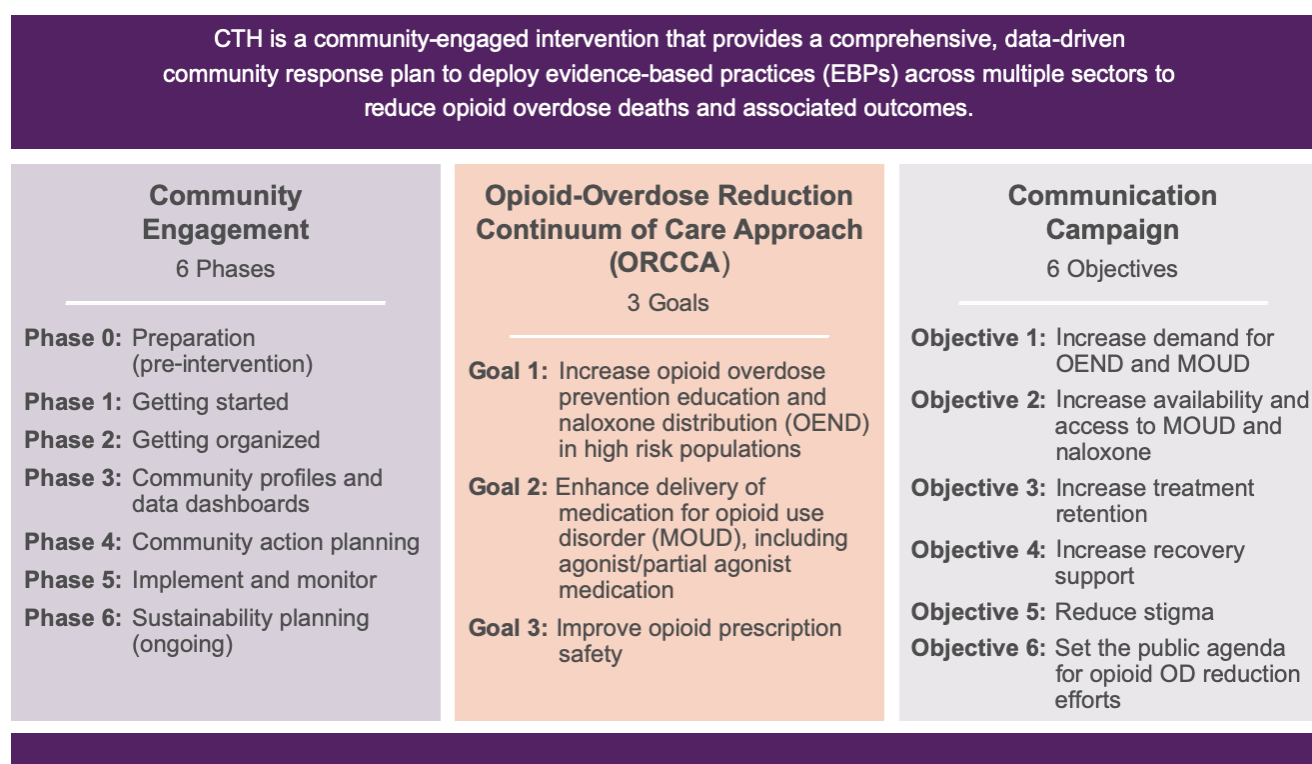 CTH is a community-engaged intervention that provides a comprehensive, data-driven
community response plan to deploy evidence-based practices (EBPs) across multiple sectors to
reduce opioid overdose deaths and associated outcomes.
Community
Engagement
6 Phases
Phase 0: Preparation
(pre-intervention)
Phase 1: Getting started
Phase 2: Getting organized
Phase 3: Community profiles and
data dashboards
Phase 4: Community action planning
Phase 5: Implement and monitor
Phase 6: Sustainability planning
(ongoing)
Opioid-Overdose Reduction
Continuum of Care Approach
(ORCCA)
3 Goals
Goal 1: Increase opioid overdose
prevention education and
naloxone distribution (OEND)
in high risk populations
Goal 2: Enhance delivery of
medication for opioid use
disorder (MOUD), including
agonist/partial agonist
medication
Goal 3: Improve opioid prescription
safety
Communication
Campaign
6 Objectives
Objective 1: Increase demand for
OEND and MOUD
Objective 2: Increase availability and
access to MOUD and
naloxone
Objective 3: Increase treatment
retention
Objective 4: Increase recovery
support
Objective 5: Reduce stigma
Objective 6: Set the public agenda
for opioid OD reduction
efforts